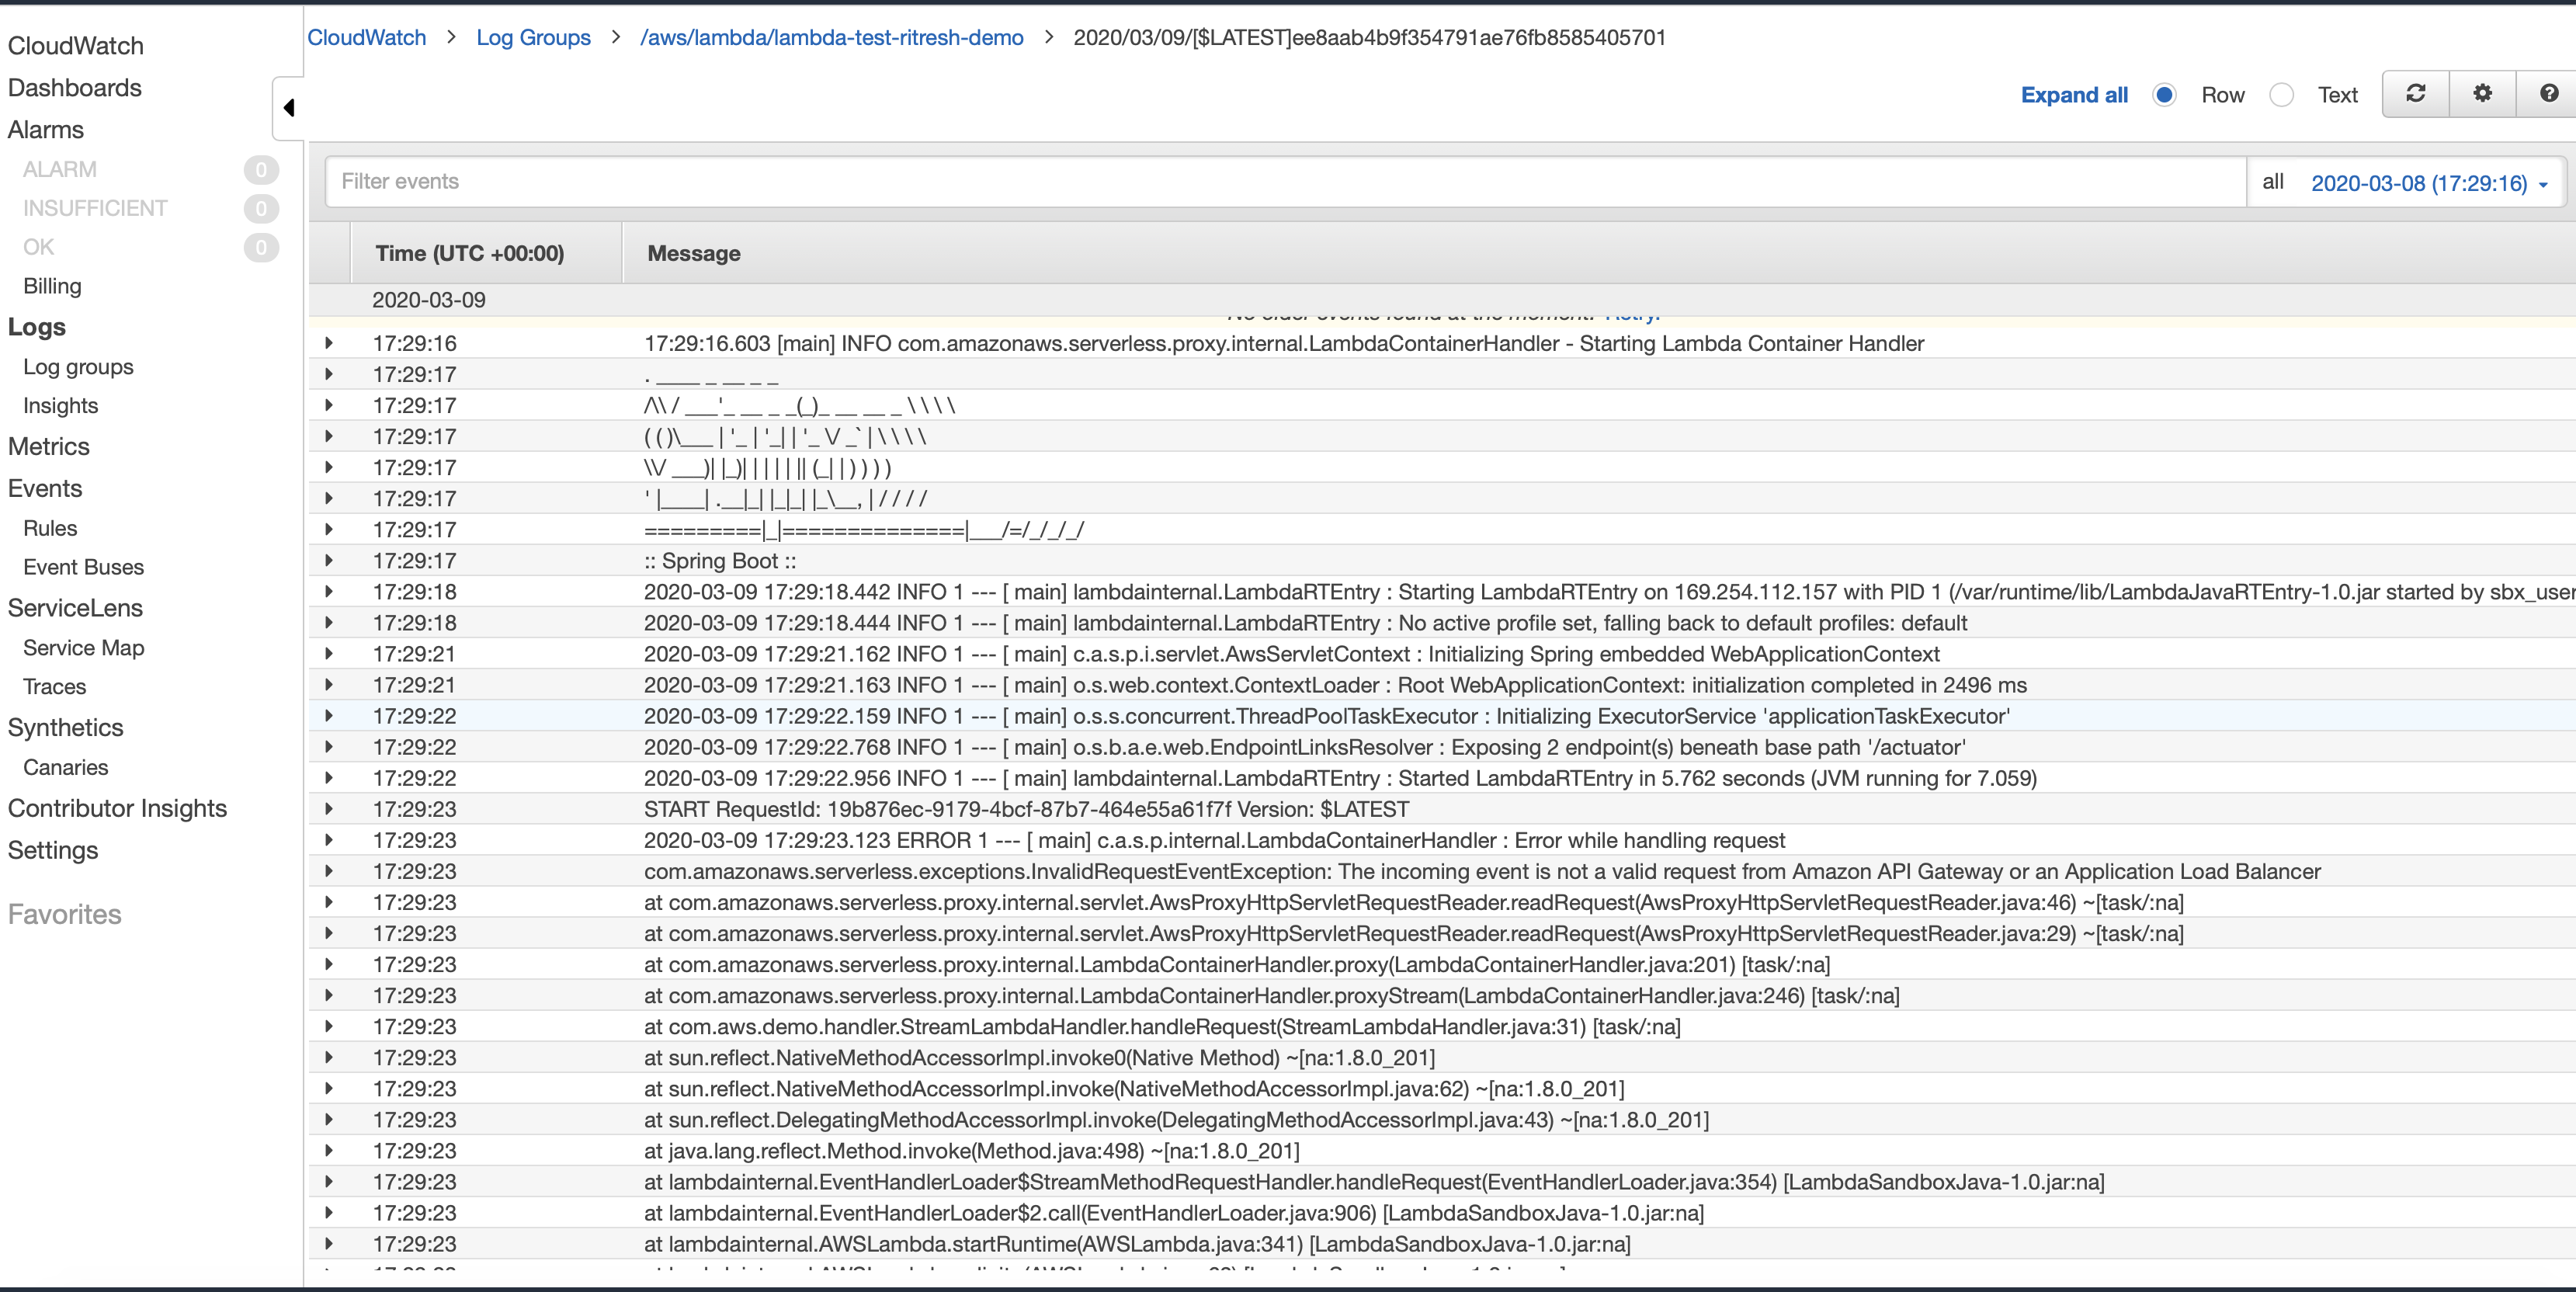 CloudWatch
Dashboards
Alarms
ALARM 0
INSUFFICIENT 0
OK 0
Billing
Logs
Log groups
Insights
Metrics
Events
Rules
Event Buses
ServiceLens
Service Map
Traces
Synthetics
Canaries
Contributor Insights
Settings
Favorites
CloudWatch > Log Groups > /aws/lambda/lambda-test-ritresh-demo > 2020/03/09/[$LATEST]ee8aab4b9f354791ae76fb8585405701
Expand all Row Text
Filter events
all 2020-03-08 (17:29:16)
Time (UTC +00:00) Message
2020-03-09
No older events found at the moment. Retry.
17:29:16 17:29:16.603 [main] INFO com.amazonaws.serverless.proxy.internal.LambdaContainerHandler - Starting Lambda Container Handler
17:29:17 . ____ _ __ _ _
17:29:17 /\\ / ___'_ __ _ _(_)_ __ __ _ \ \ \ \
17:29:17 ( ( )\___ | '_ | '_| | '_ \/ _` | \ \ \ \
17:29:17 \\/ ___)| |_)| | | | | || (_| | ) ) ) )
17:29:17 ' |____| .__|_| |_|_| |_\__, | / / / /
17:29:17 =========|_|==============|___/=/_/_/_/
17:29:17 :: Spring Boot ::
17:29:18 2020-03-09 17:29:18.442 INFO 1 --- [ main] lambdainternal.LambdaRTEntry : Starting LambdaRTEntry on 169.254.112.157 with PID 1 (/var/runtime/lib/LambdaJavaRTEntry-1.0.jar started by sbx_user
17:29:18 2020-03-09 17:29:18.444 INFO 1 --- [ main] lambdainternal.LambdaRTEntry : No active profile set, falling back to default profiles: default
17:29:21 2020-03-09 17:29:21.162 INFO 1 --- [ main] c.a.s.p.i.servlet.AwsServletContext : Initializing Spring embedded WebApplicationContext
17:29:21 2020-03-09 17:29:21.163 INFO 1 --- [ main] o.s.web.context.ContextLoader : Root WebApplicationContext: initialization completed in 2496 ms
17:29:22 2020-03-09 17:29:22.159 INFO 1 --- [ main] o.s.s.concurrent.ThreadPoolTaskExecutor : Initializing ExecutorService 'applicationTaskExecutor'
17:29:22 2020-03-09 17:29:22.768 INFO 1 --- [ main] o.s.b.a.e.web.EndpointLinksResolver : Exposing 2 endpoint(s) beneath base path '/actuator'
17:29:22 2020-03-09 17:29:22.956 INFO 1 --- [ main] lambdainternal.LambdaRTEntry : Started LambdaRTEntry in 5.762 seconds (JVM running for 7.059)
17:29:23 START RequestId: 19b876ec-9179-4bcf-87b7-464e55a61f7f Version: $LATEST
17:29:23 2020-03-09 17:29:23.123 ERROR 1 --- [ main] c.a.s.p.internal.LambdaContainerHandler : Error while handling request
17:29:23 com.amazonaws.serverless.exceptions.InvalidRequestEventException: The incoming event is not a valid request from Amazon API Gateway or an Application Load Balancer
17:29:23 at com.amazonaws.serverless.proxy.internal.servlet.AwsProxyHttpServletRequestReader.readRequest(AwsProxyHttpServletRequestReader.java:46) ~[task/:na]
17:29:23 at com.amazonaws.serverless.proxy.internal.servlet.AwsProxyHttpServletRequestReader.readRequest(AwsProxyHttpServletRequestReader.java:29) ~[task/:na]
17:29:23 at com.amazonaws.serverless.proxy.internal.LambdaContainerHandler.proxy(LambdaContainerHandler.java:201) [task/:na]
17:29:23 at com.amazonaws.serverless.proxy.internal.LambdaContainerHandler.proxyStream(LambdaContainerHandler.java:246) [task/:na]
17:29:23 at com.aws.demo.handler.StreamLambdaHandler.handleRequest(StreamLambdaHandler.java:31) [task/:na]
17:29:23 at sun.reflect.NativeMethodAccessorImpl.invoke0(Native Method) ~[na:1.8.0_201]
17:29:23 at sun.reflect.NativeMethodAccessorImpl.invoke(NativeMethodAccessorImpl.java:62) ~[na:1.8.0_201]
17:29:23 at sun.reflect.DelegatingMethodAccessorImpl.invoke(DelegatingMethodAccessorImpl.java:43) ~[na:1.8.0_201]
17:29:23 at java.lang.reflect.Method.invoke(Method.java:498) ~[na:1.8.0_201]
17:29:23 at lambdainternal.EventHandlerLoader$StreamMethodRequestHandler.handleRequest(EventHandlerLoader.java:354) [LambdaSandboxJava-1.0.jar:na]
17:29:23 at lambdainternal.EventHandlerLoader$2.call(EventHandlerLoader.java:906) [LambdaSandboxJava-1.0.jar:na]
17:29:23 at lambdainternal.AWSLambda.startRuntime(AWSLambda.java:341) [LambdaSandboxJava-1.0.jar:na]